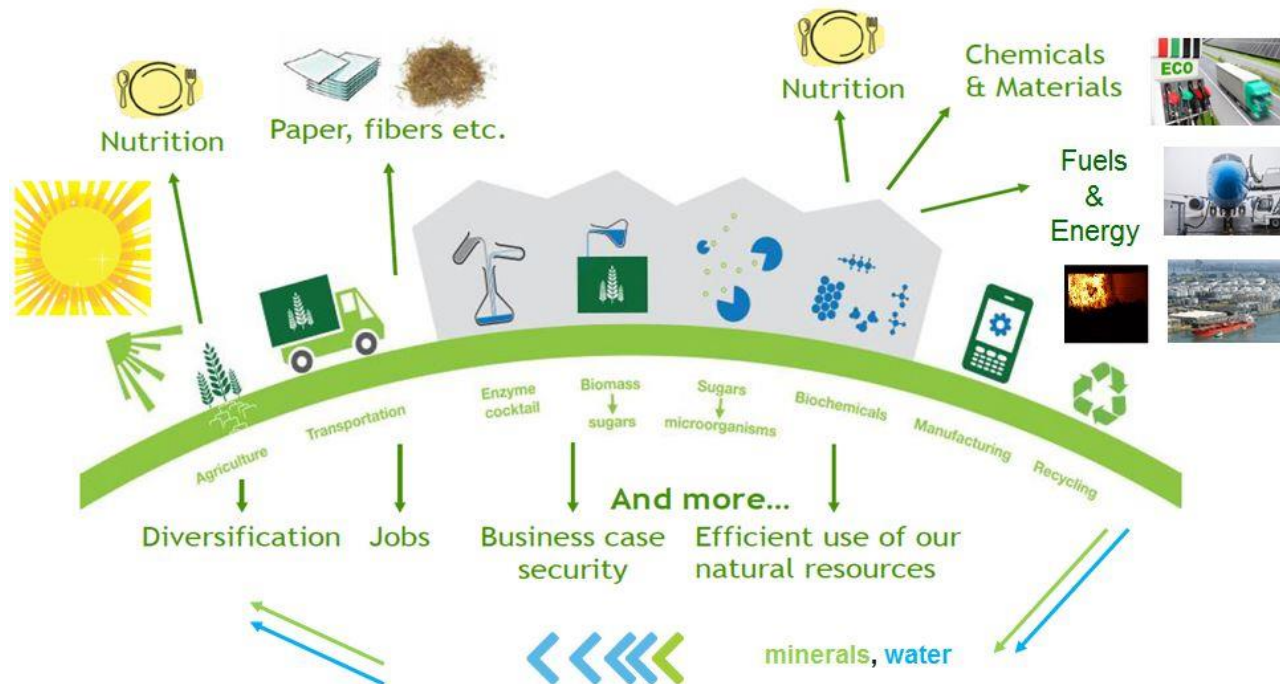 Nutrition
Paper, fibers etc.
Nutrition
Chemicals
& Materials
ECO
Fuels
&
Energy
Agriculture
Transportation
Enzyme
cocktail
Biomass
sugars
Sugars
microorganisms
Biochemicals
Manufacturing
Recycling
And more...
Diversification
Jobs
Business case
security
Efficient use of our
natural resources
minerals, water